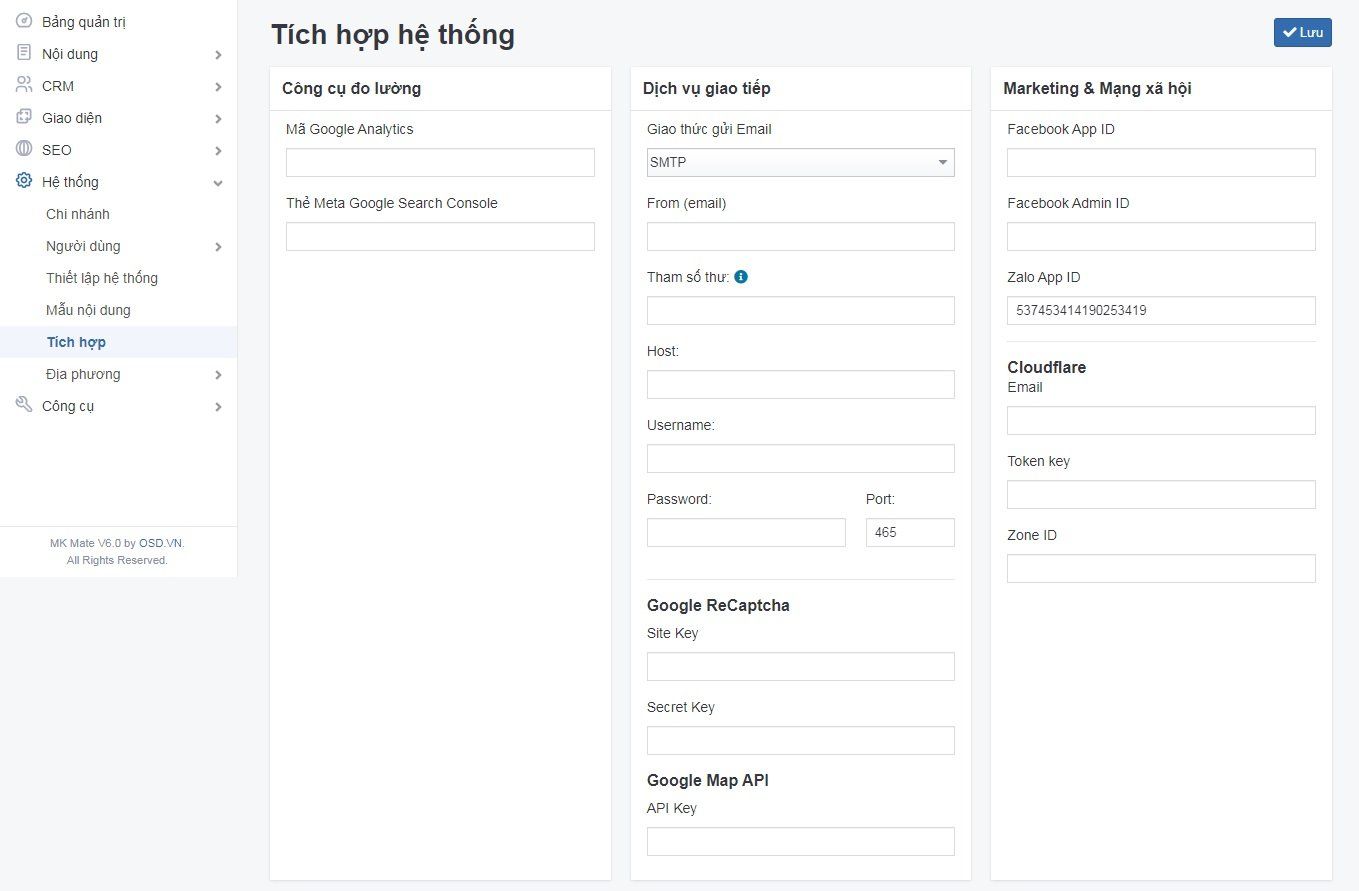 Bảng quản trị
Nội dung
CRM
Giao diện
SEO
Hệ thống
Chi nhánh
Người dùng
Thiết lập hệ thống
Mẫu nội dung
Tích hợp
Địa phương
Công cụ
MK Mate V6.0 by OSD.VN.
All Rights Reserved.
Tích hợp hệ thống
Lưu
Công cụ đo lường
Mã Google Analytics
Thẻ Meta Google Search Console
Dịch vụ giao tiếp
Giao thức gửi Email
SMTP
From (email)
Tham số thư:
Host:
Username:
Password: Port:
465
Google ReCaptcha
Site Key
Secret Key
Google Map API
API Key
Marketing & Mạng xã hội
Facebook App ID
Facebook Admin ID
Zalo App ID
537453414190253419
Cloudflare
Email
Token key
Zone ID